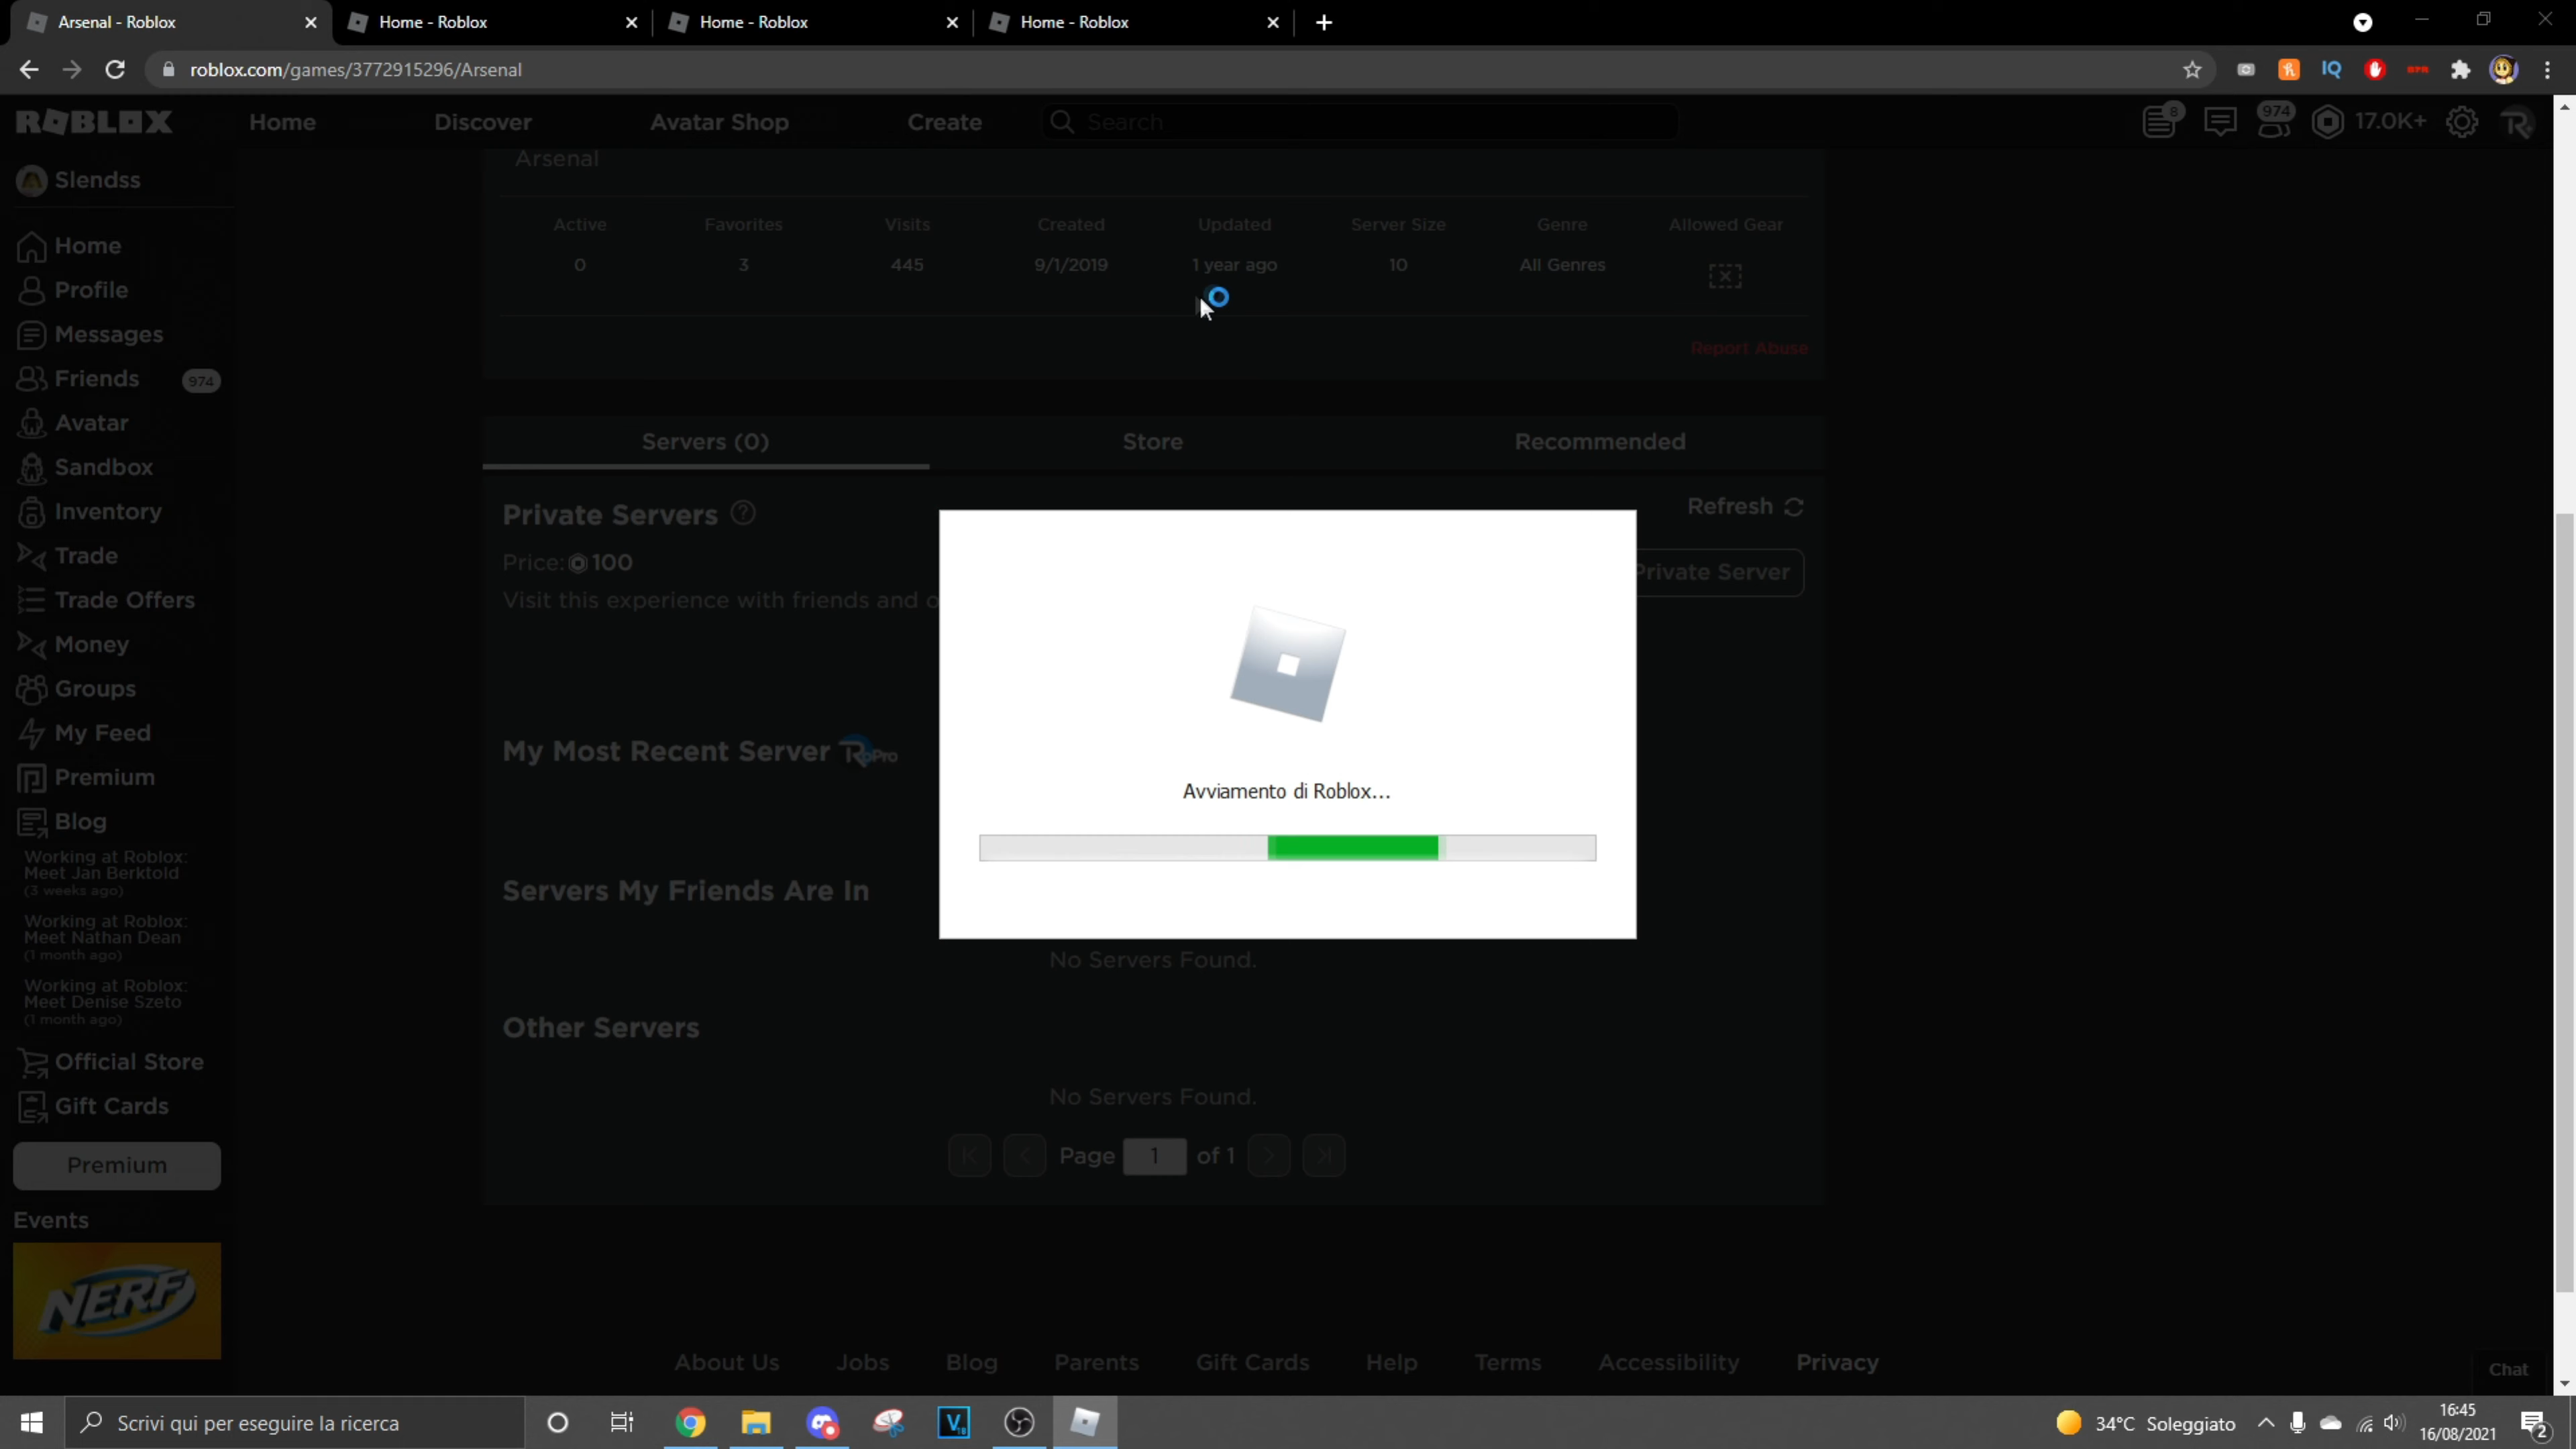 Arsenal - Roblox
Home - Roblox
Home - Roblox
Home - Roblox
roblox.com/games/3772915296/Arsenal
IQ
ROBLOX
Home
Discover
Avatar Shop
Create
Search
8
974
17.0K+
Slendss
Home
Profile
Messages
Friends
974
Avatar
Sandbox
Inventory
Trade
Trade Offers
Money
Groups
My Feed
Premium
Blog
Working at Roblox:
Meet Jan Berktold
(3 weeks ago)
Working at Roblox:
Meet Nathan Dean
(1 month ago)
Working at Roblox:
Meet Denise Szeto
(1 month ago)
Official Store
Gift Cards
Premium
Events
NERF
Arsenal
Active Favorites Visits Created Updated Server Size Genre Allowed Gear
0 3 445 9/1/2019 1 year ago 10 All Genres
Report Abuse
Servers (0)
Store
Recommended
Private Servers
Refresh
Price: 100
Private Server
Visit this experience with friends and
My Most Recent Server RoPro
Avviamento di Roblox...
Servers My Friends Are In
No Servers Found.
Other Servers
No Servers Found.
Page 1 of 1
About Us
Jobs
Blog
Parents
Gift Cards
Help
Terms
Accessibility
Privacy
Chat
Scrivi qui per eseguire la ricerca
34°C Soleggiato
16:45
16/08/2021
2